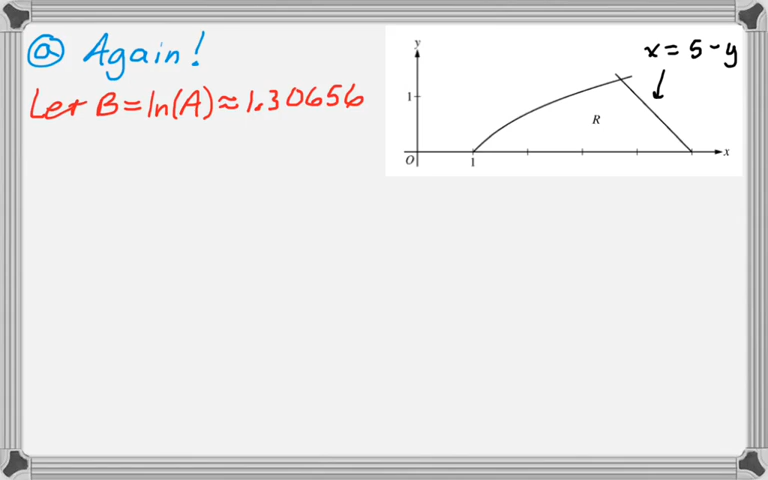 ⓐ Again!
Let B = ln(A) ≈ 1.30656
x = 5 - y
y
1
R
O
1
x